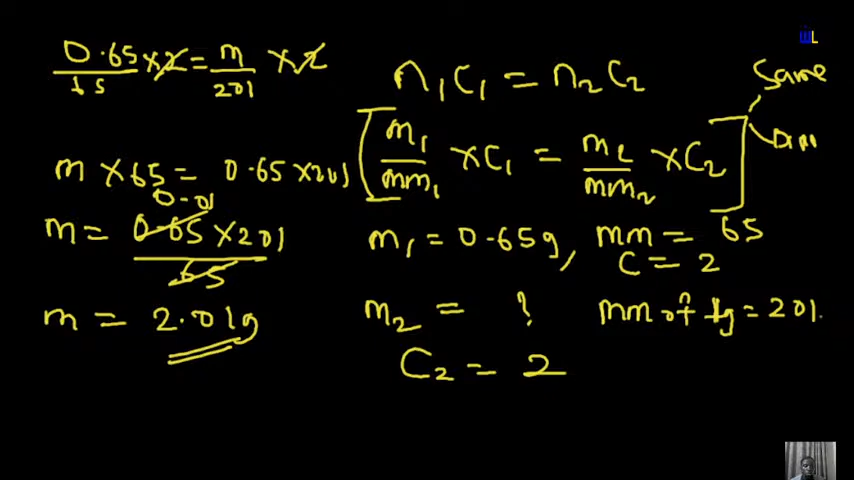 0.65/65 × 2 = m/201 × 2
m × 65 = 0.65 × 201
0.01
m = 0.65 × 201/65
m = 2.01g
n₁C₁ = n₂C₂
Same
[m₁/mm₁ × C₁ = m₂/mm₂ × C₂]
m₁ = 0.65g, mm = 65
C = 2
m₂ = ? mm of Hg = 201.
C₂ = 2